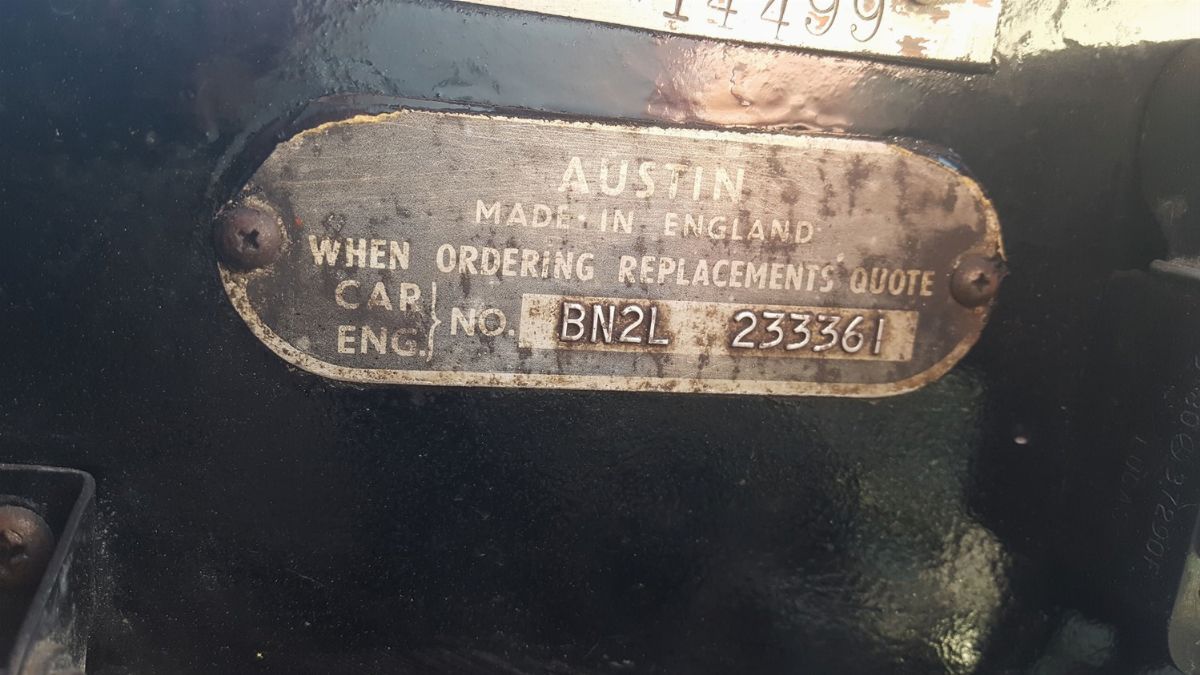 14499
AUSTIN
MADE IN ENGLAND
WHEN ORDERING REPLACEMENTS QUOTE
CAR
ENG. } NO. BN2L 233361